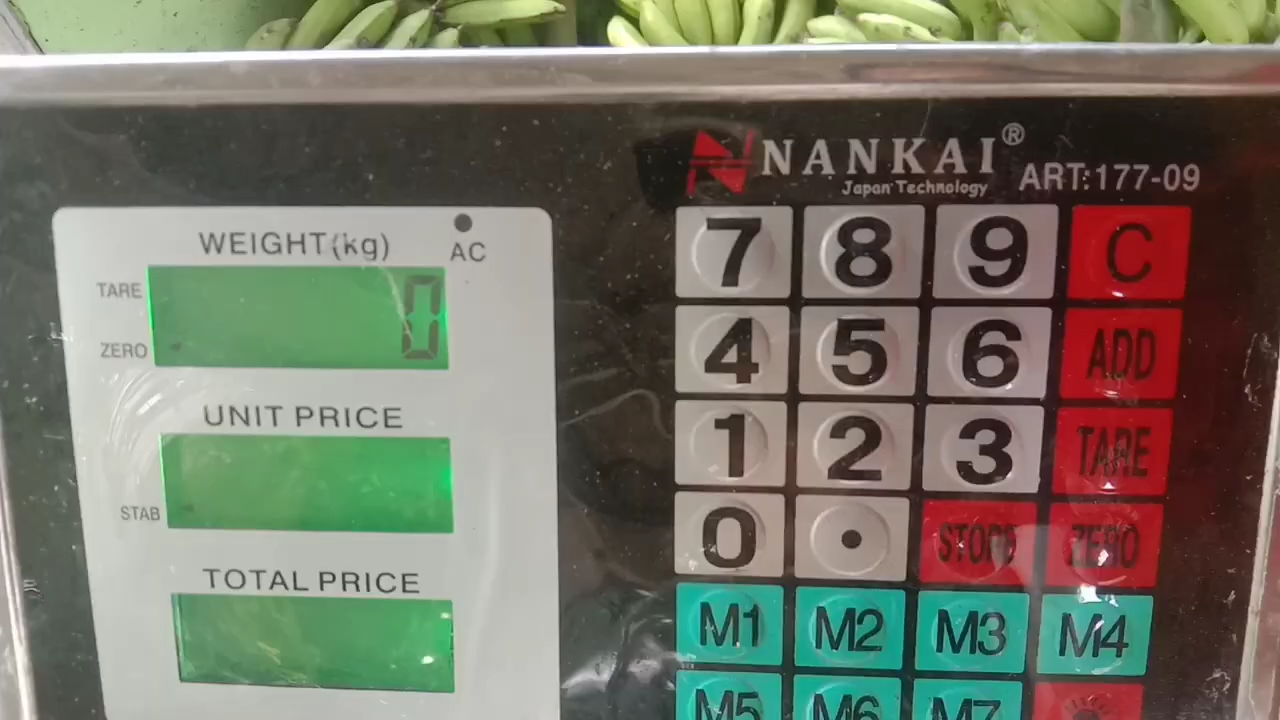 NANKAI®
Japan Technology
ART:177-09
WEIGHT(kg)
AC
TARE
ZERO
0
UNIT PRICE
STAB
TOTAL PRICE
7 8 9 C
4 5 6 ADD
1 2 3 TARE
0 • STORE ZERO
M1 M2 M3 M4
M5 M6 M7